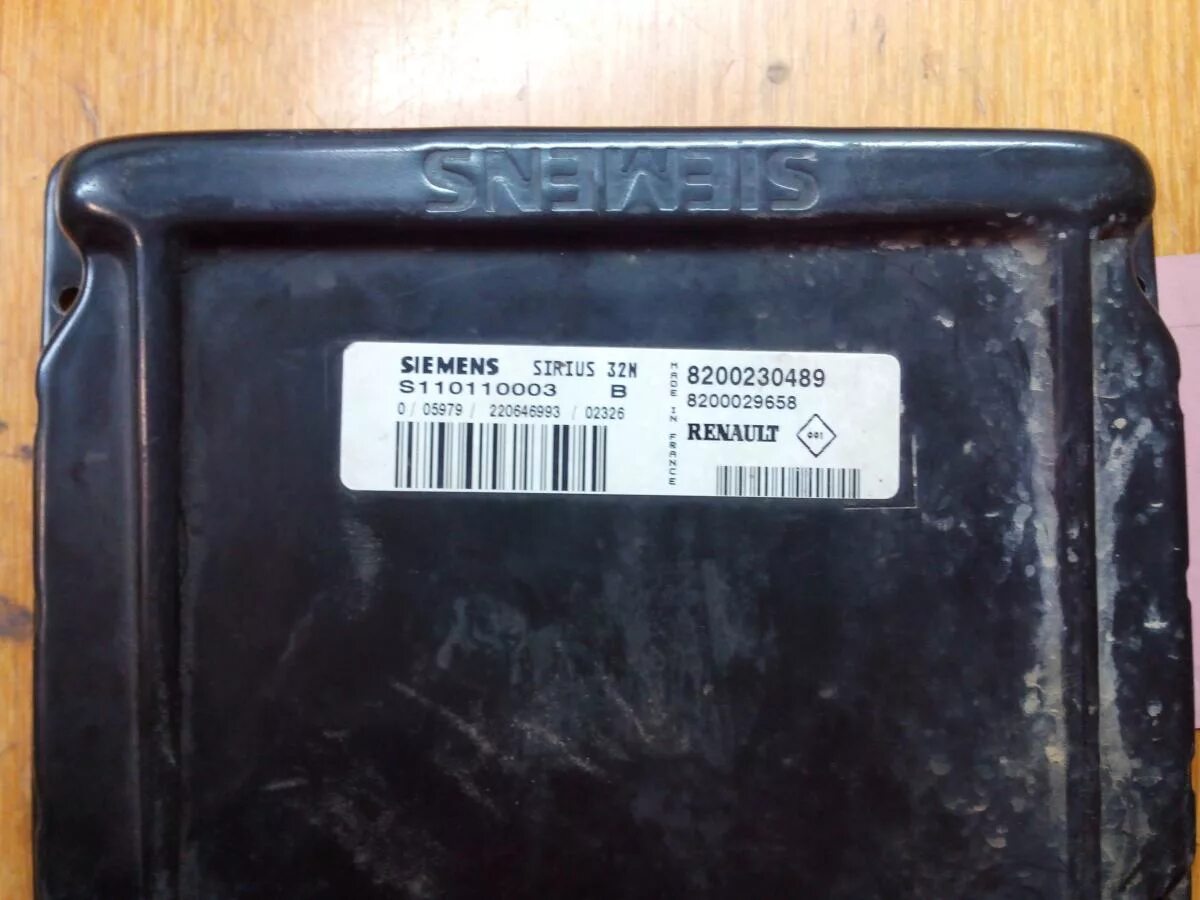 SIEMENS
SIEMENS SIRIUS 32N
S110110003 B
0 / 05979 / 220646993 / 02326
MADE IN FRANCE
8200230489
8200029658
RENAULT 001